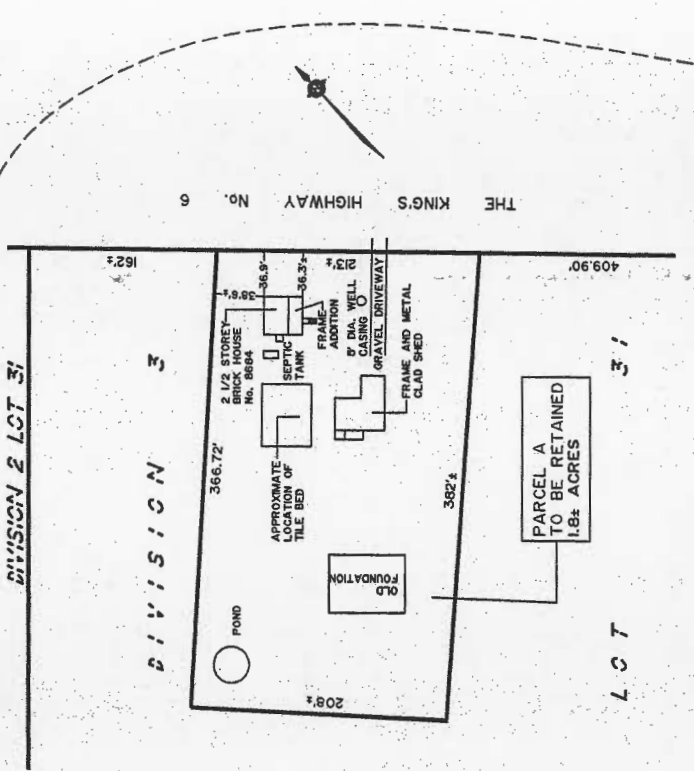 THE KING'S HIGHWAY No. 6
DIVISION 2 LOT 31
162'±
213'±
409.90'
DIVISION 3
366.72'
38.6'±
36.9'
36.3'±
2 1/2 STOREY
BRICK HOUSE
No. 8684
SEPTIC
TANK
FRAME
ADDITION
8' DIA. WELL
CASING
GRAVEL DRIVEWAY
FRAME AND METAL
CLAD SHED
APPROXIMATE
LOCATION OF
TILE BED
382'±
OLD
FOUNDATION
POND
208'±
PARCEL A
TO BE RETAINED
1.8± ACRES
LOT 31